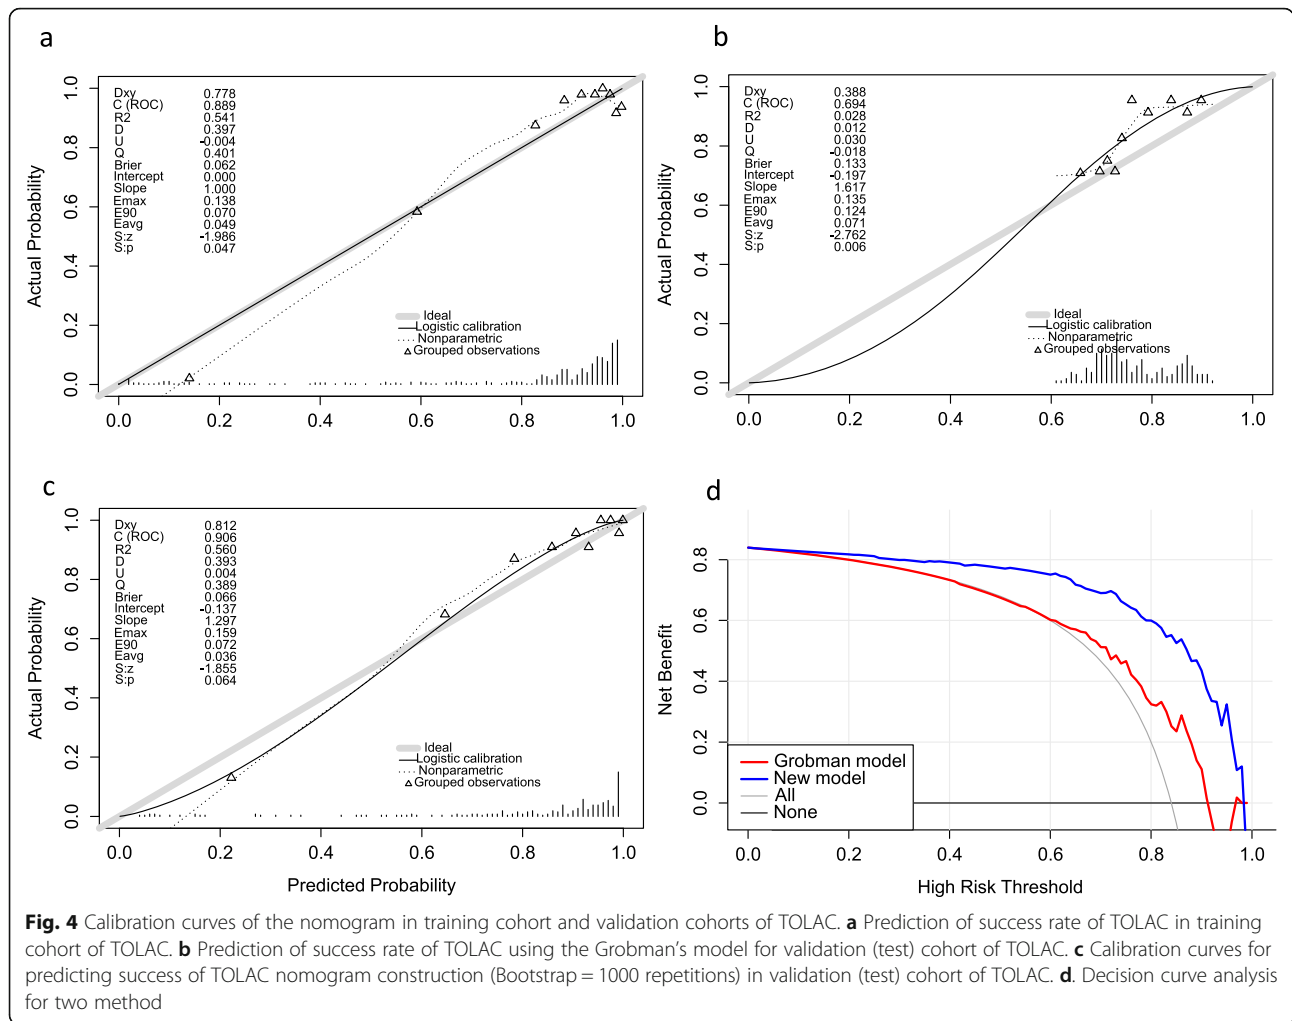 a
Dxy 0.778
C (ROC) 0.889
R2 0.541
D 0.397
U -0.004
Q 0.401
Brier 0.062
Intercept 0.000
Slope 1.000
Emax 0.138
E90 0.070
Eavg 0.049
S:z -1.986
S:p 0.047
Actual Probability
0.0 0.2 0.4 0.6 0.8 1.0
Ideal
Logistic calibration
Nonparametric
Grouped observations
0.0 0.2 0.4 0.6 0.8 1.0
b
Dxy 0.388
C (ROC) 0.694
R2 0.028
D 0.012
U 0.030
Q -0.018
Brier 0.133
Intercept -0.197
Slope 1.617
Emax 0.135
E90 0.124
Eavg 0.071
S:z -2.762
S:p 0.006
Actual Probability
0.0 0.2 0.4 0.6 0.8 1.0
Ideal
Logistic calibration
Nonparametric
Grouped observations
0.0 0.2 0.4 0.6 0.8 1.0
c
Dxy 0.812
C (ROC) 0.906
R2 0.560
D 0.393
U 0.004
Q 0.389
Brier 0.066
Intercept -0.137
Slope 1.297
Emax 0.159
E90 0.072
Eavg 0.036
S:z -1.855
S:p 0.064
Actual Probability
0.0 0.2 0.4 0.6 0.8 1.0
Ideal
Logistic calibration
Nonparametric
Grouped observations
0.0 0.2 0.4 0.6 0.8 1.0
Predicted Probability
d
Net Benefit
0.0 0.2 0.4 0.6 0.8
Grobman model
New model
All
None
0.0 0.2 0.4 0.6 0.8 1.0
High Risk Threshold
Fig. 4 Calibration curves of the nomogram in training cohort and validation cohorts of TOLAC. a Prediction of success rate of TOLAC in training
cohort of TOLAC. b Prediction of success rate of TOLAC using the Grobman's model for validation (test) cohort of TOLAC. c Calibration curves for
predicting success of TOLAC nomogram construction (Bootstrap = 1000 repetitions) in validation (test) cohort of TOLAC. d. Decision curve analysis
for two method